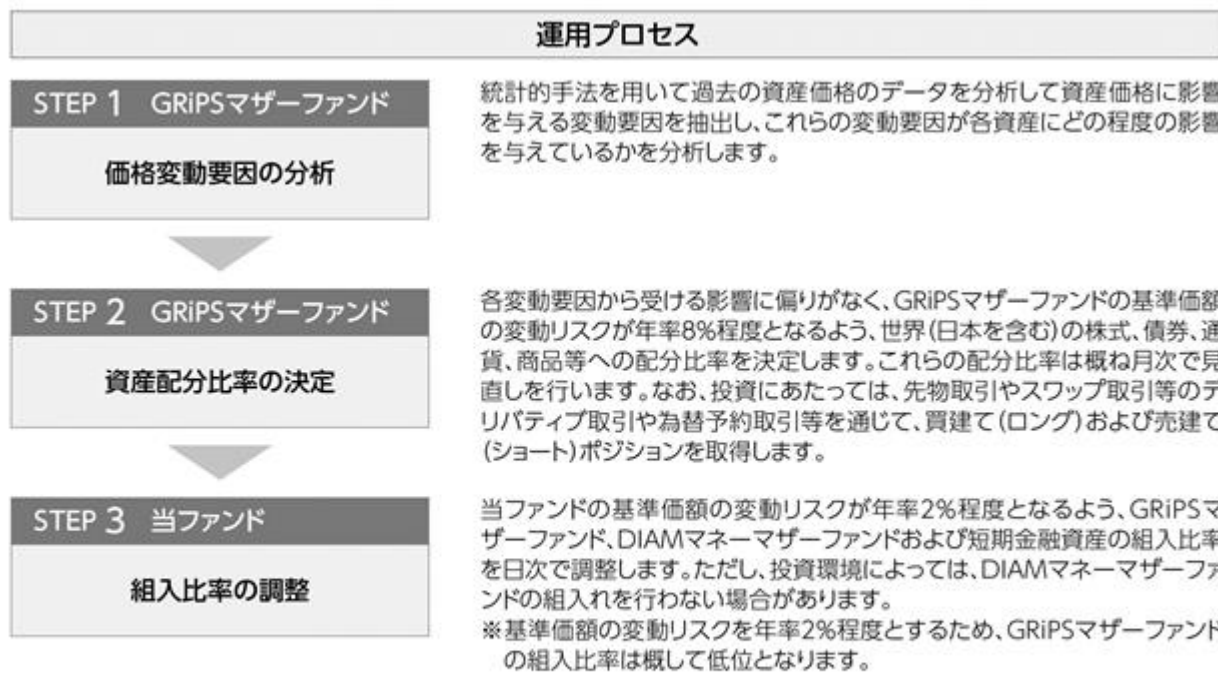 運用プロセス
STEP 1 GRiPSマザーファンド
価格変動要因の分析
統計的手法を用いて過去の資産価格のデータを分析して資産価格に影響
を与える変動要因を抽出し、これらの変動要因が各資産にどの程度の影響
を与えているかを分析します。
STEP 2 GRiPSマザーファンド
資産配分比率の決定
各変動要因から受ける影響に偏りがなく、GRiPSマザーファンドの基準価額
の変動リスクが年率8%程度となるよう、世界(日本を含む)の株式、債券、通
貨、商品等への配分比率を決定します。これらの配分比率は概ね月次で見
直しを行います。なお、投資にあたっては、先物取引やスワップ取引等のデ
リバティブ取引や為替予約取引等を通じて、買建て(ロング)および売建て
(ショート)ポジションを取得します。
STEP 3 当ファンド
組入比率の調整
当ファンドの基準価額の変動リスクが年率2%程度となるよう、GRiPSマ
ザーファンド、DIAMマネーマザーファンドおよび短期金融資産の組入比率
を日次で調整します。ただし、投資環境によっては、DIAMマネーマザーファ
ンドの組入れを行わない場合があります。
※基準価額の変動リスクを年率2%程度とするため、GRiPSマザーファンド
の組入比率は概して低位となります。